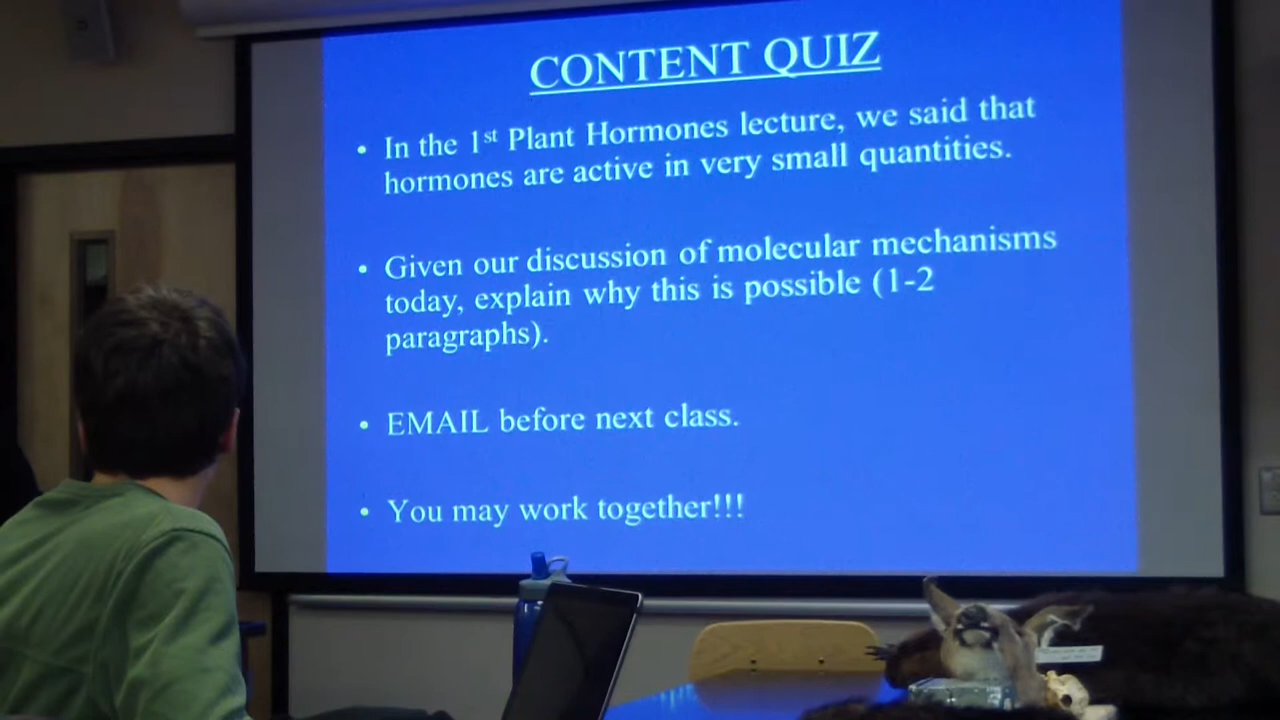 CONTENT QUIZ
• In the 1st Plant Hormones lecture, we said that
hormones are active in very small quantities.
• Given our discussion of molecular mechanisms
today, explain why this is possible (1-2
paragraphs).
• EMAIL before next class.
• You may work together!!!